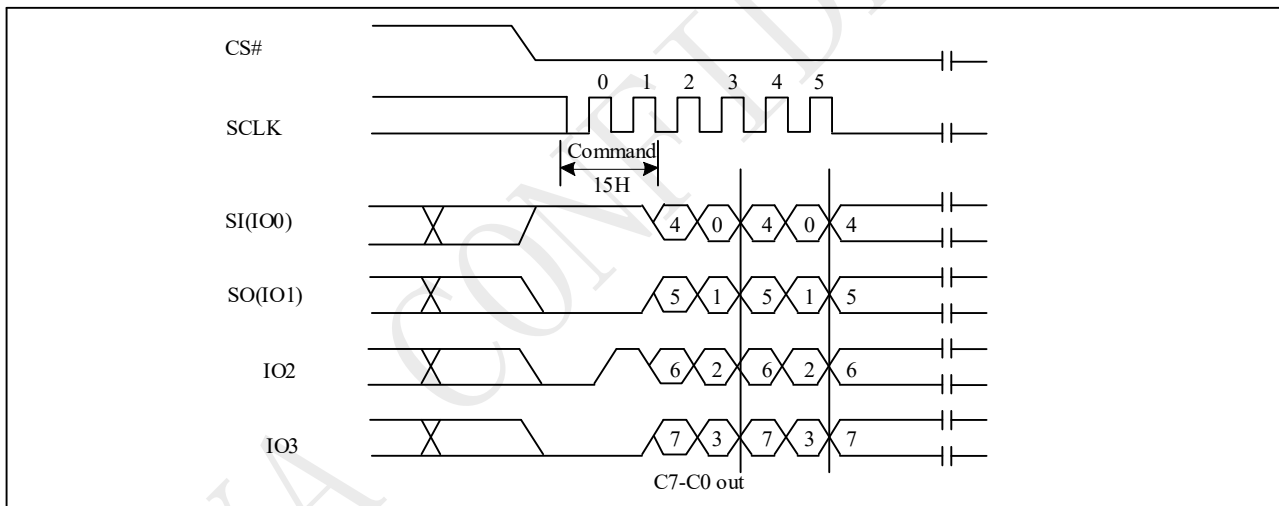 CS#
0 1 2 3 4 5
SCLK
Command
15H
SI(IO0) 4 0 4 0 4
SO(IO1) 5 1 5 1 5
IO2 6 2 6 2 6
IO3 7 3 7 3 7
C7-C0 out